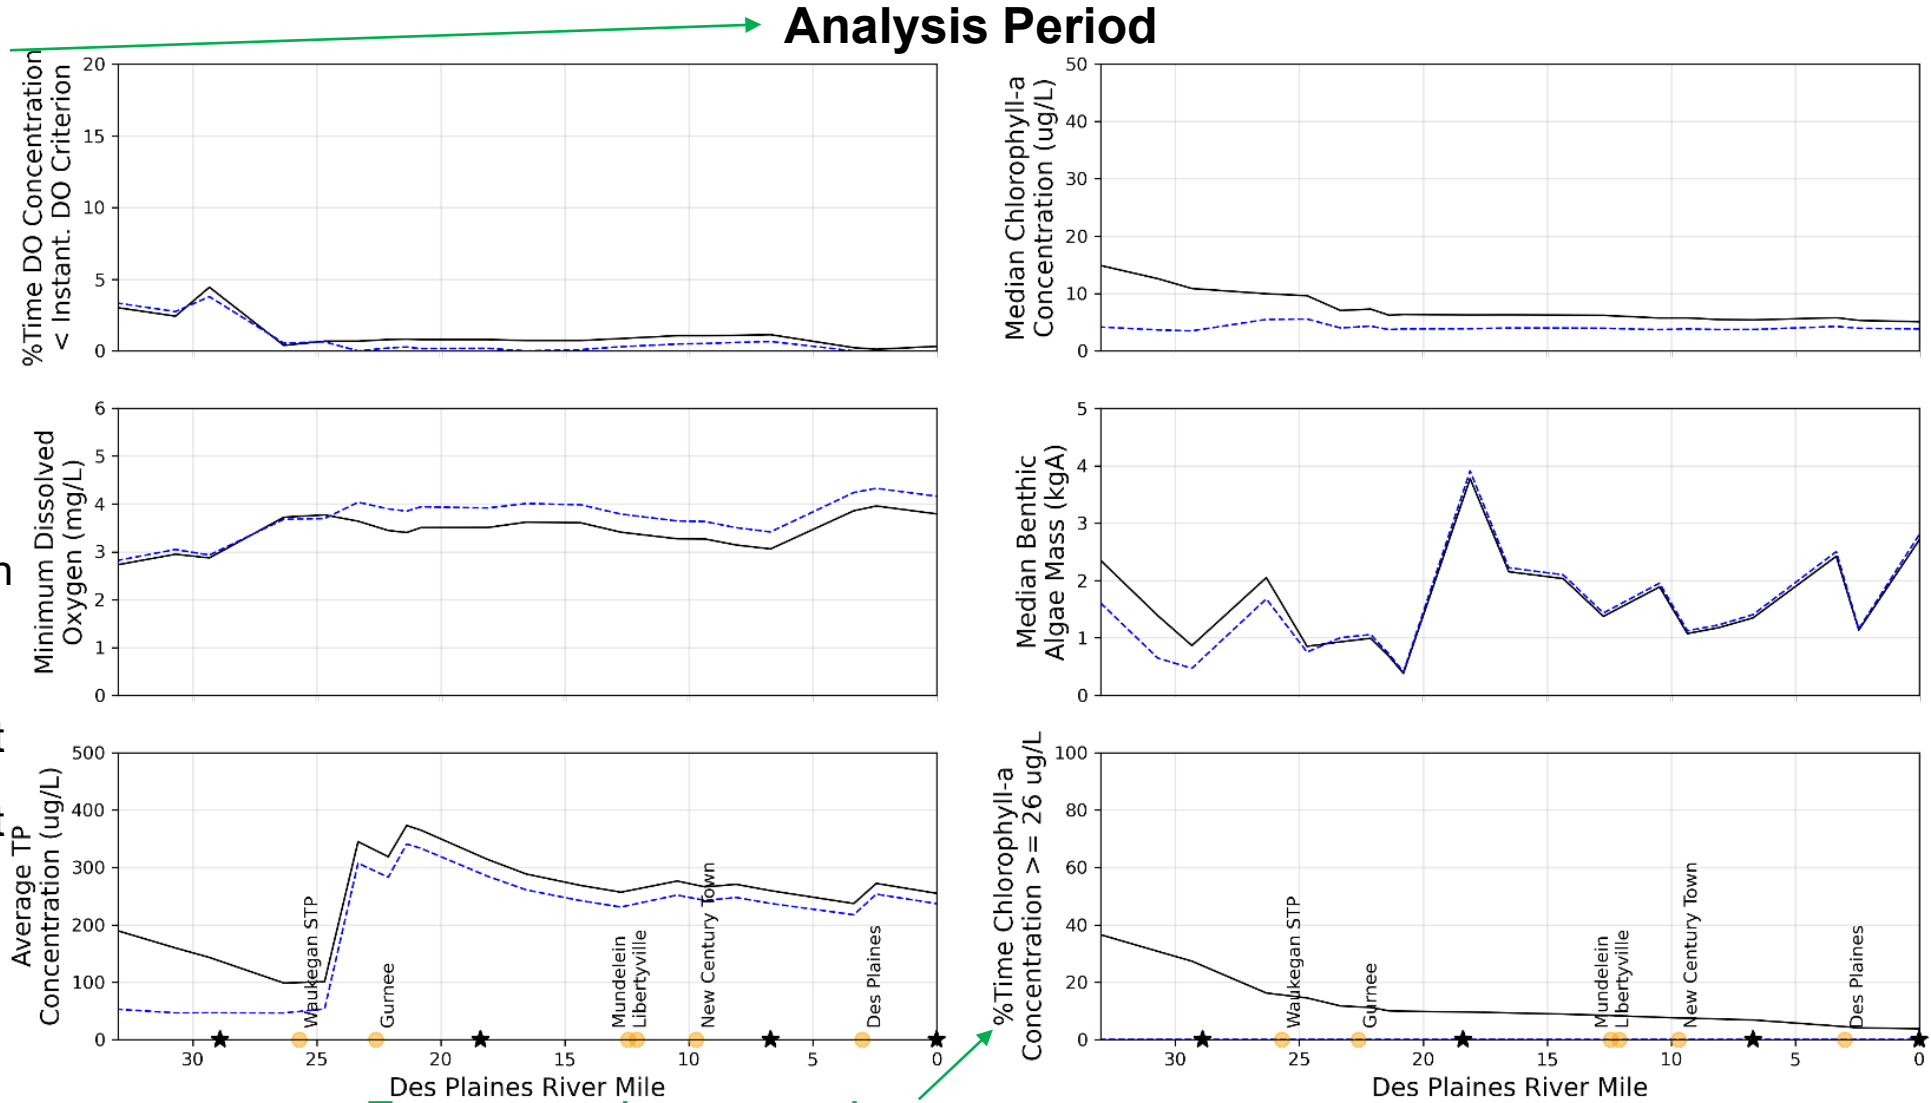 Analysis Period
%Time DO Concentration
< Instant. DO Criterion
20
15
10
5
0
Median Chlorophyll-a
Concentration (ug/L)
50
40
30
20
10
0
Minimum Dissolved
Oxygen (mg/L)
6
5
4
3
2
1
0
Median Benthic
Algae Mass (kgA)
5
4
3
2
1
0
n
Average TP
Concentration (ug/L)
500
400
300
200
100
0
Waukegan STP
Gurnee
Mundelein
Libertyville
New Century Town
Des Plaines
30 25 20 15 10 5 0
Des Plaines River Mile
%Time Chlorophyll-a
Concentration >= 26 ug/L
100
80
60
40
20
0
Waukegan STP
Gurnee
Mundelein
Libertyville
New Century Town
Des Plaines
30 25 20 15 10 5 0
Des Plaines River Mile